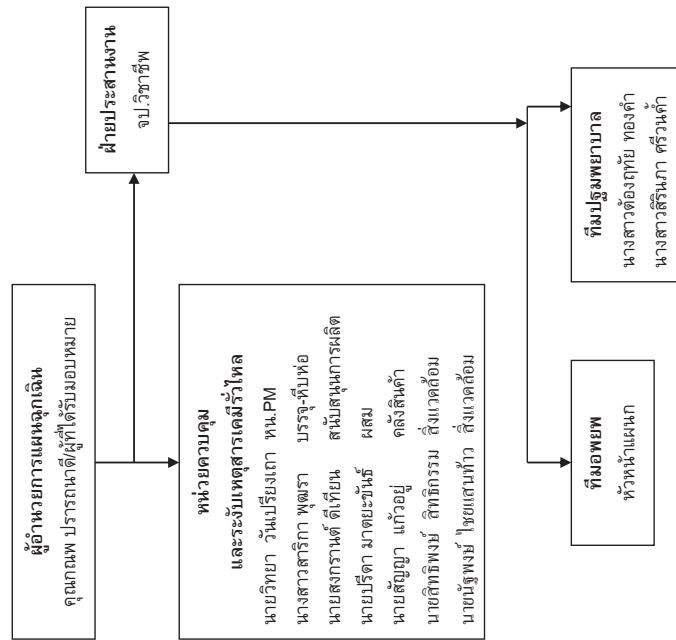 ผู้อำนวยการแผนฉุกเฉิน
คุณกณพ ปรารถนาดี/ผู้ที่ได้รับมอบหมาย
ฝ่ายประสานงาน
จป.วิชาชีพ
หน่วยควบคุม
และระงับเหตุสารเคมีรั่วไหล
นายวิทยา วันเปรียงเถา หน.PM
นางสาวสาริกา พุฒรา บรรจุ-หีบห่อ
นายสงกรานต์ ดีเทียน สนับสนุนการผลิต
นายปรีดา มาตยะขันธ์ ผสม
นายสัญญา แก้วอยู่ คลังสินค้า
นายสิทธิพงษ์ สิทธิกรรม สิ่งแวดล้อม
นายนัฐพงษ์ ไชยแสนท้าว สิ่งแวดล้อม
ทีมอพยพ
หัวหน้าแผนก
ทีมปฐมพยาบาล
นางสาวต้องฤทัย ทองคำ
นางสาวสิรินภา ศรีวนคำ